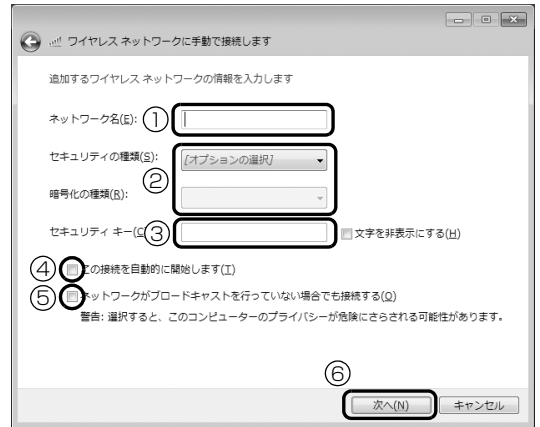 ワイヤレス ネットワークに手動で接続します
追加するワイヤレス ネットワークの情報を入力します
ネットワーク名(E): ①
セキュリティの種類(S): [オプションの選択]
②
暗号化の種類(R):
セキュリティ キー(C ③ 文字を非表示にする(H)
④ この接続を自動的に開始します(T)
⑤ ネットワークがブロードキャストを行っていない場合でも接続する(O)
警告: 選択すると、このコンピューターのプライバシーが危険にさらされる可能性があります。
⑥
次へ(N) キャンセル